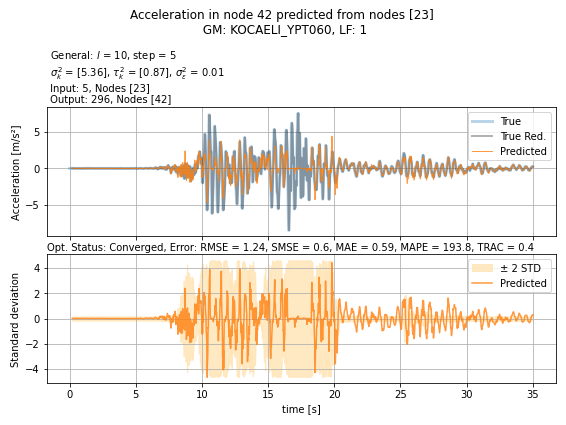 Acceleration in node 42 predicted from nodes [23]
GM: KOCAELI_YPT060, LF: 1
General: l = 10, step = 5
σ²ₖ = [5.36], τ²ₖ = [0.87], σ²ε = 0.01
Input: 5, Nodes [23]
Output: 296, Nodes [42]
Acceleration [m/s²]
5
0
−5
True
True Red.
Predicted
Opt. Status: Converged, Error: RMSE = 1.24, SMSE = 0.6, MAE = 0.59, MAPE = 193.8, TRAC = 0.4
Standard deviation
4
2
0
−2
−4
± 2 STD
Predicted
0 5 10 15 20 25 30 35
time [s]